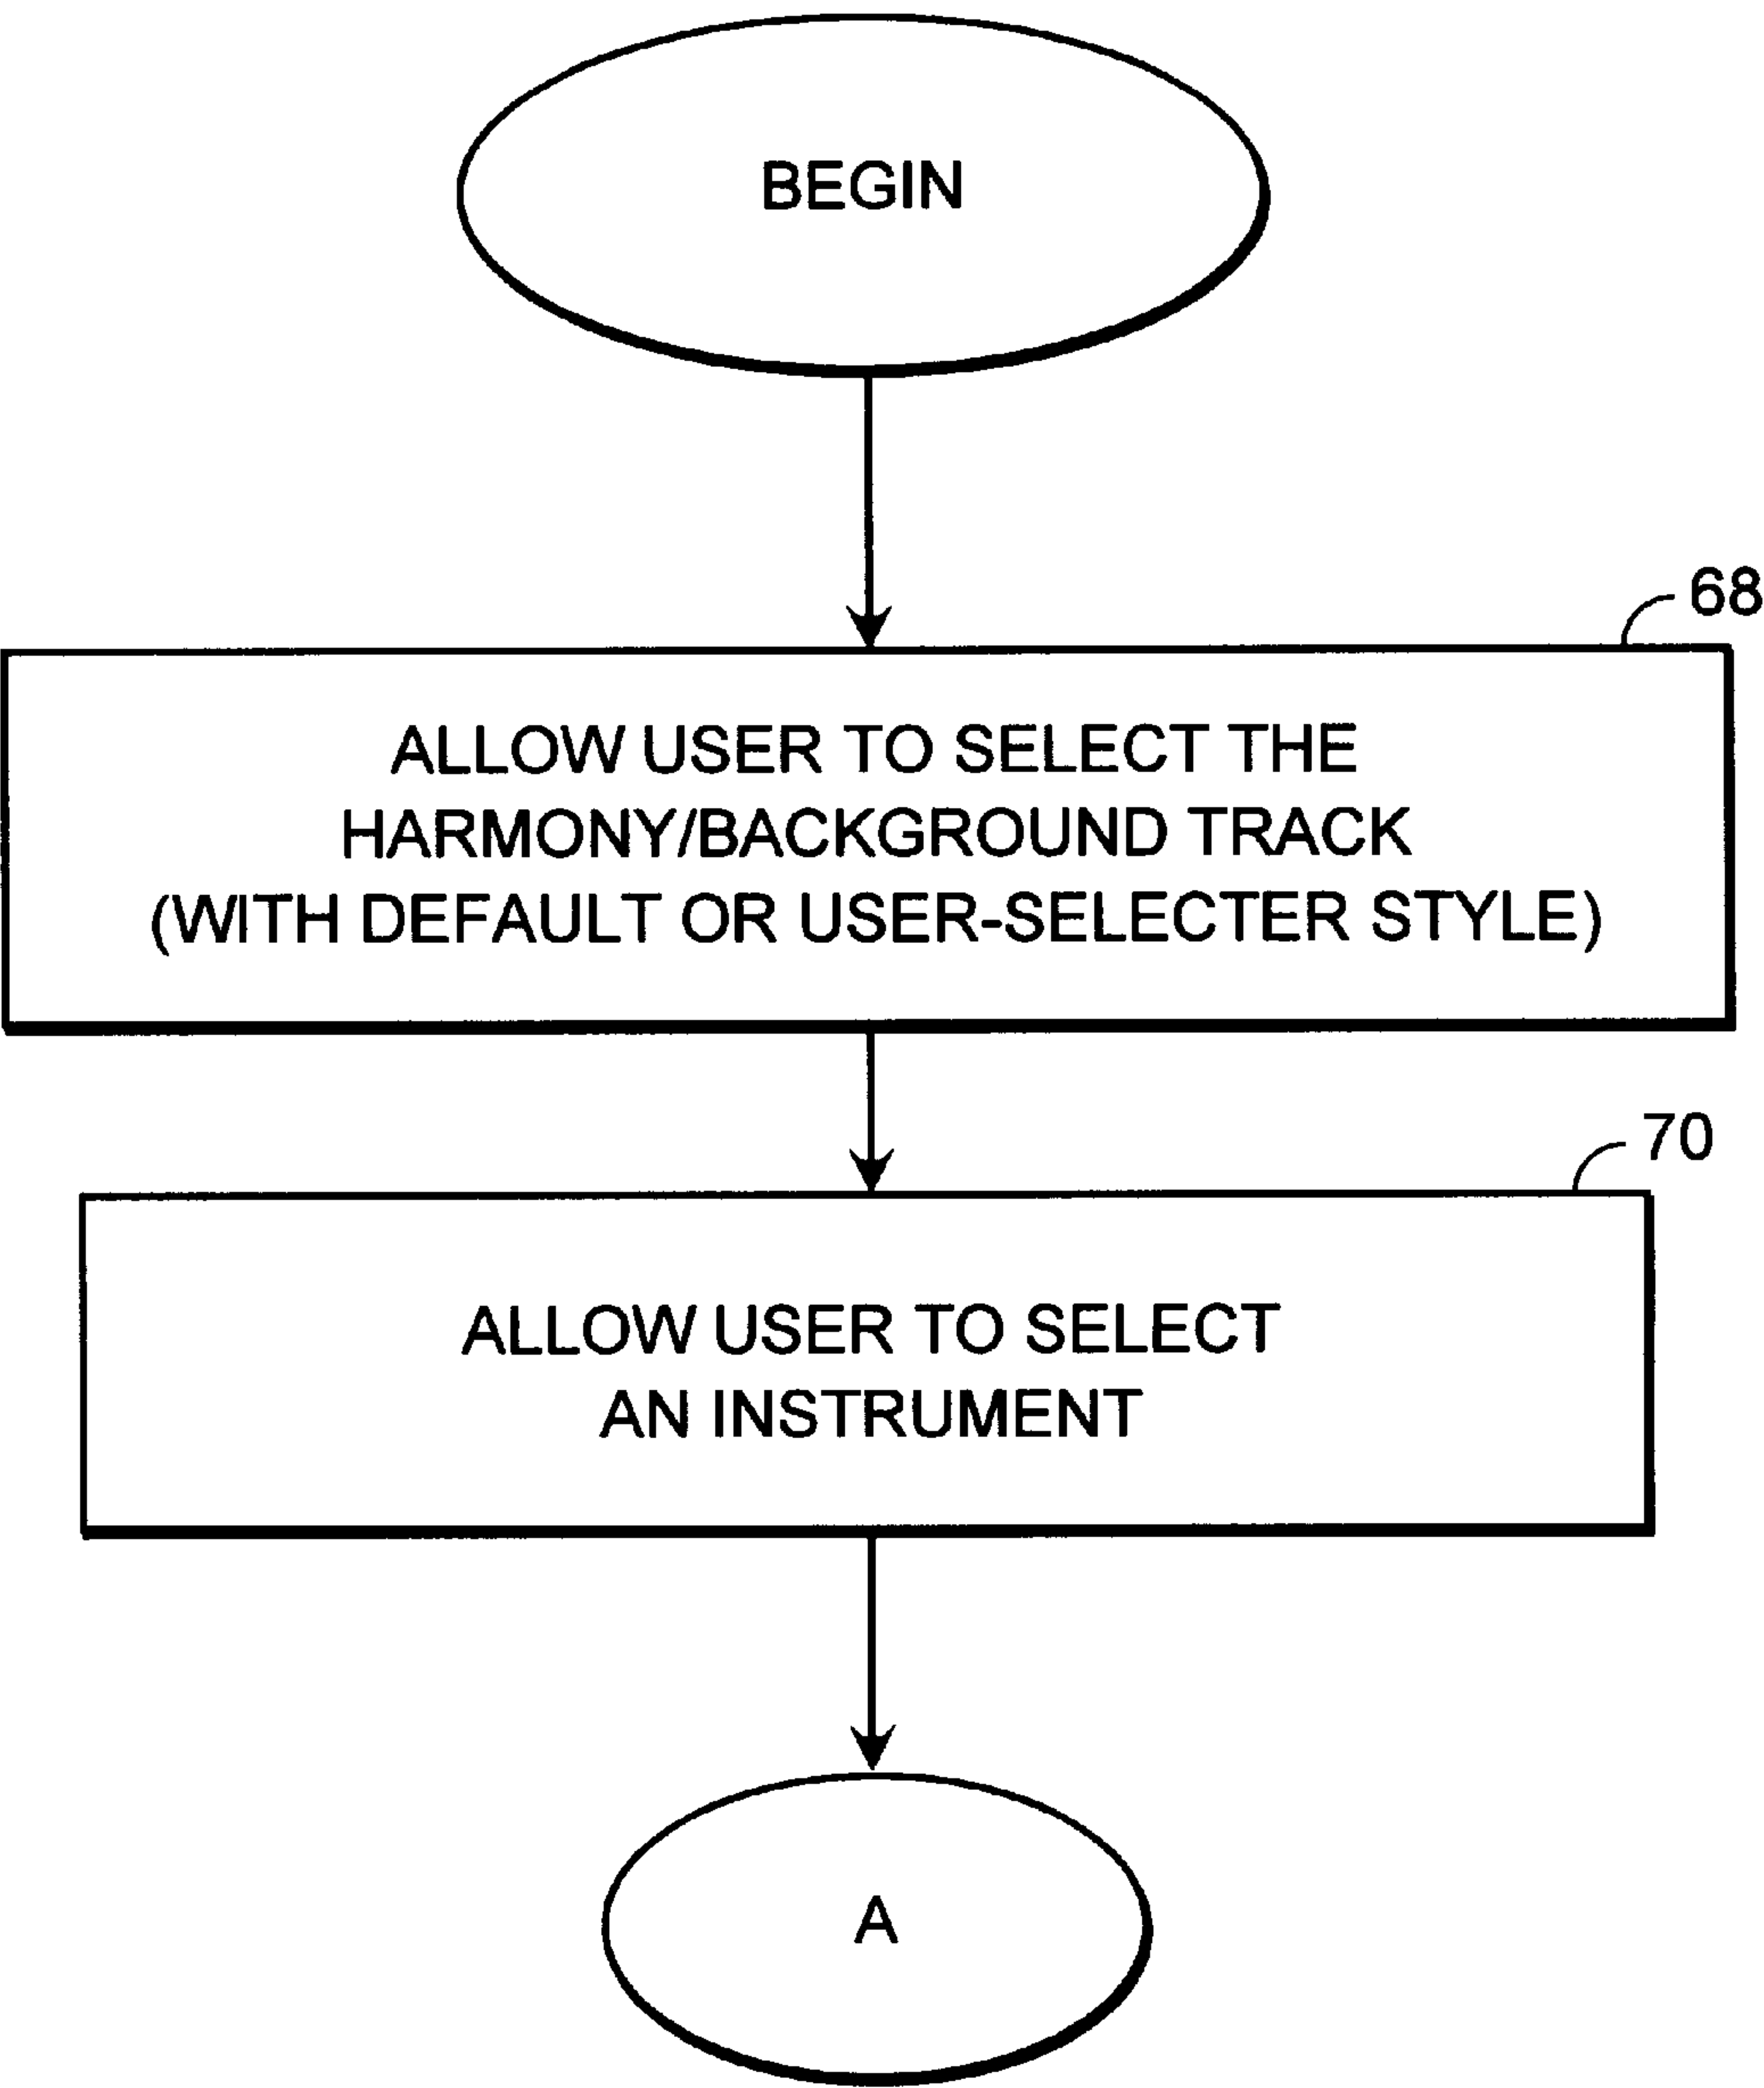 BEGIN
68
ALLOW USER TO SELECT THE
HARMONY/BACKGROUND TRACK
(WITH DEFAULT OR USER-SELECTER STYLE)
70
ALLOW USER TO SELECT
AN INSTRUMENT
A